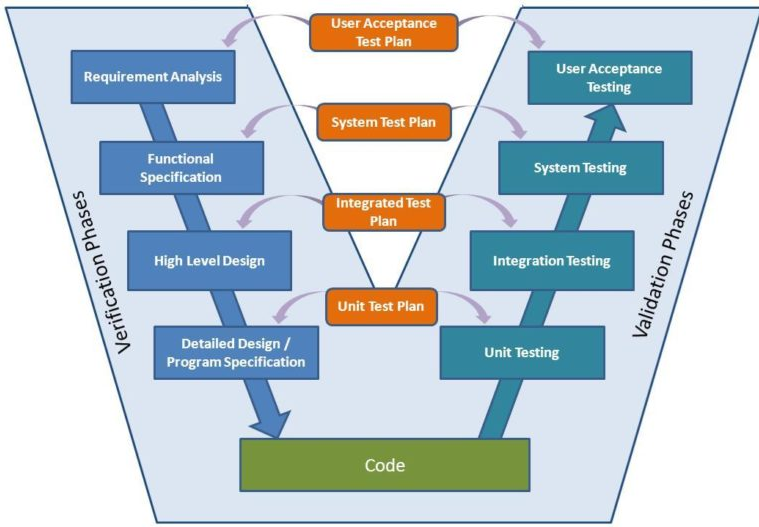 User Acceptance
Test Plan
Requirement Analysis
User Acceptance
Testing
System Test Plan
Functional
Specification
System Testing
Integrated Test
Plan
High Level Design
Integration Testing
Unit Test Plan
Detailed Design /
Program Specification
Unit Testing
Verification Phases
Validation Phases
Code